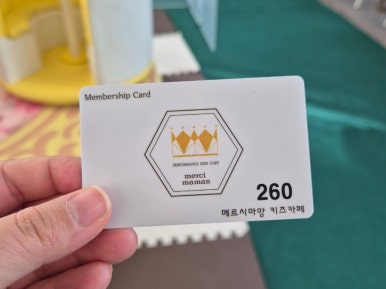 Membership Card
PERFORMANCE KIDS CAFE
merci
maman
260
메르시마망 키즈카페